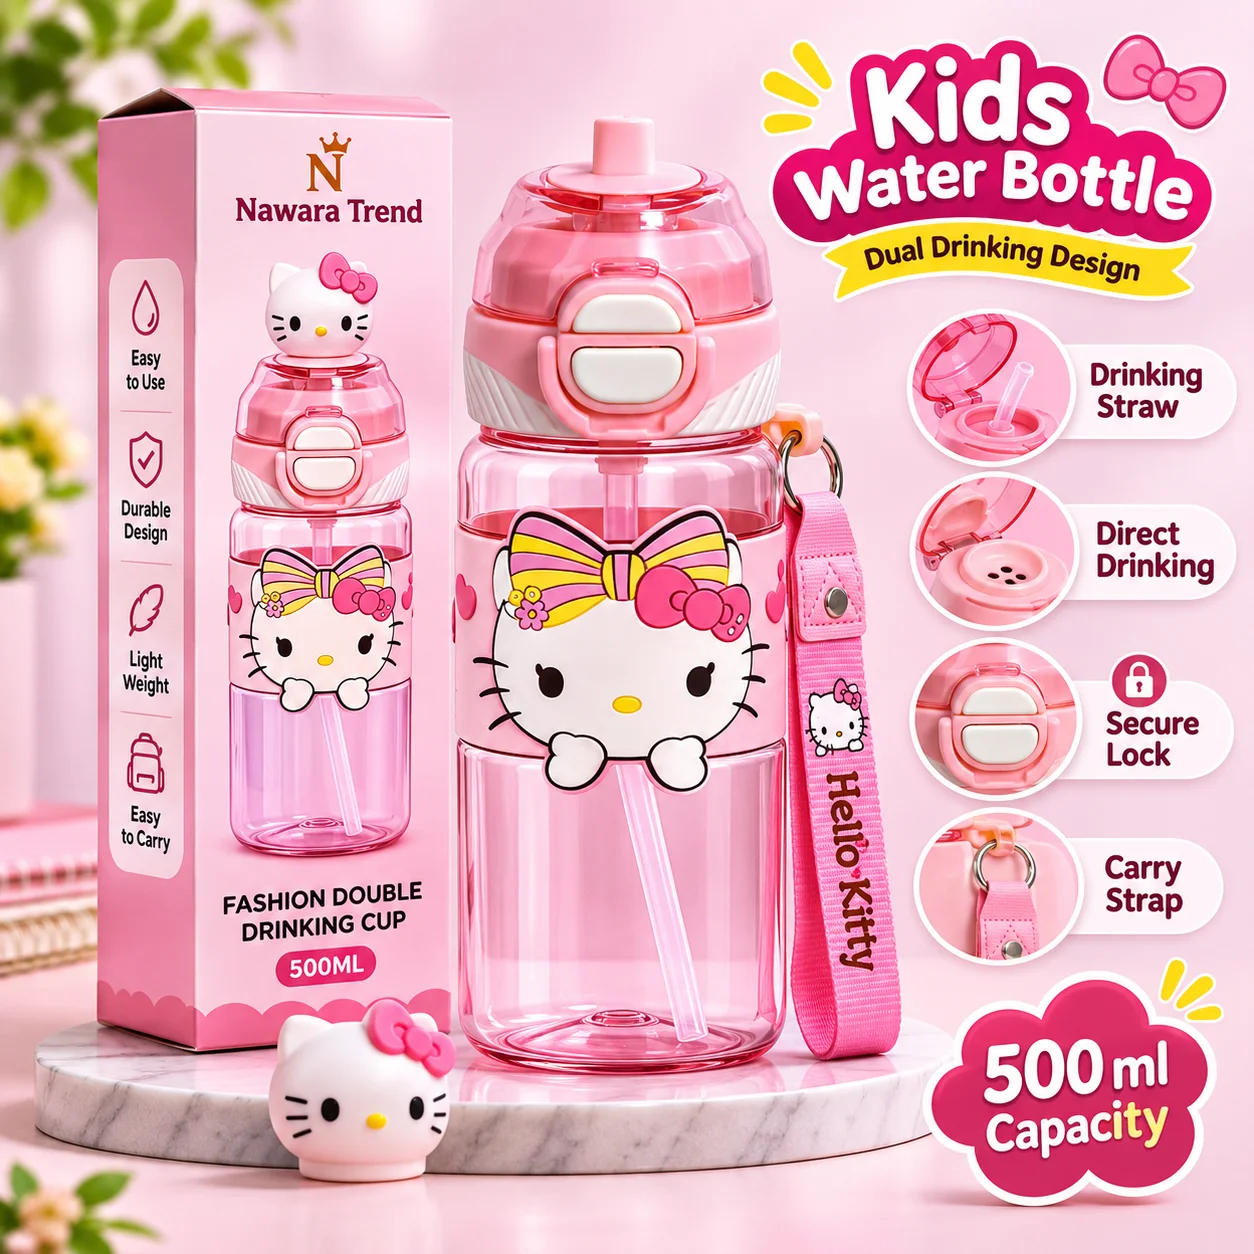 N
Nawara Trend
Easy
to Use
Durable
Design
Light
Weight
Easy
to Carry
FASHION DOUBLE
DRINKING CUP
500ML
Hello Kitty
Kids
Water Bottle
Dual Drinking Design
Drinking
Straw
Direct
Drinking
Secure
Lock
Carry
Strap
500 ml
Capacity